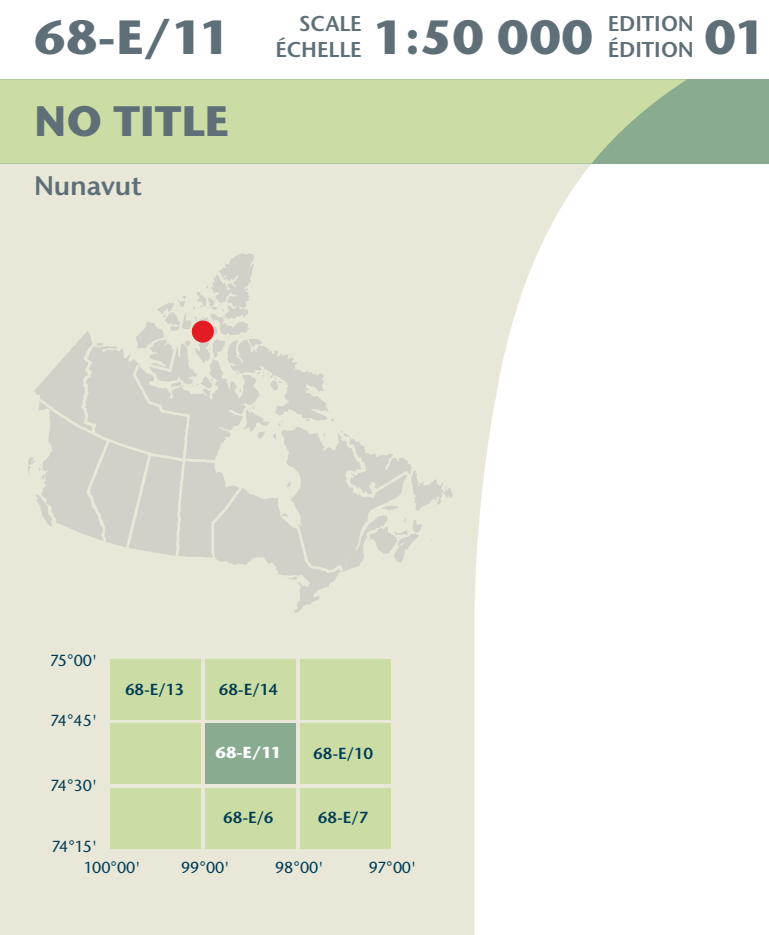 68-E/11 SCALE ÉCHELLE 1:50 000 EDITION ÉDITION 01
NO TITLE
Nunavut
75°00'
68-E/13 68-E/14
74°45'
68-E/11 68-E/10
74°30'
68-E/6 68-E/7
74°15'
100°00' 99°00' 98°00' 97°00'